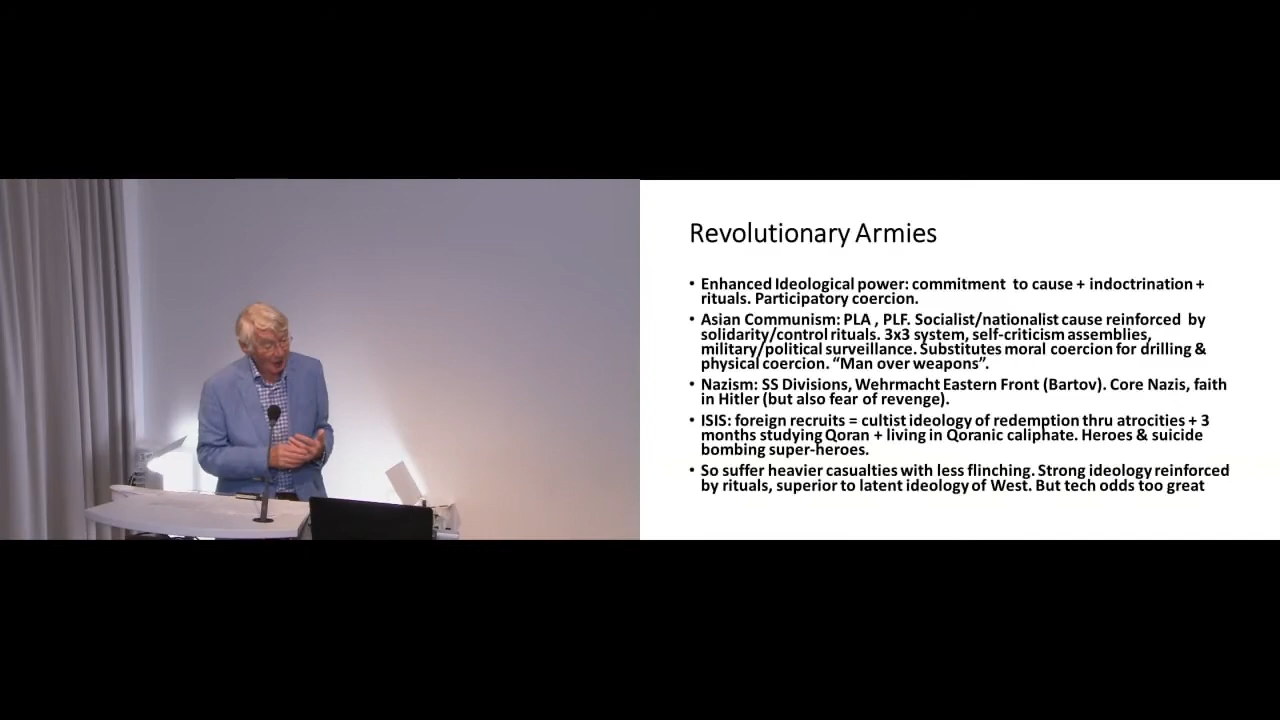 Revolutionary Armies
• Enhanced Ideological power: commitment to cause + indoctrination +
rituals. Participatory coercion.
• Asian Communism: PLA , PLF. Socialist/nationalist cause reinforced by
solidarity/control rituals. 3x3 system, self-criticism assemblies,
military/political surveillance. Substitutes moral coercion for drilling &
physical coercion. “Man over weapons”.
• Nazism: SS Divisions, Wehrmacht Eastern Front (Bartov). Core Nazis, faith
in Hitler (but also fear of revenge).
• ISIS: foreign recruits = cultist ideology of redemption thru atrocities + 3
months studying Qoran + living in Qoranic caliphate. Heroes & suicide
bombing super-heroes.
• So suffer heavier casualties with less flinching. Strong ideology reinforced
by rituals, superior to latent ideology of West. But tech odds too great